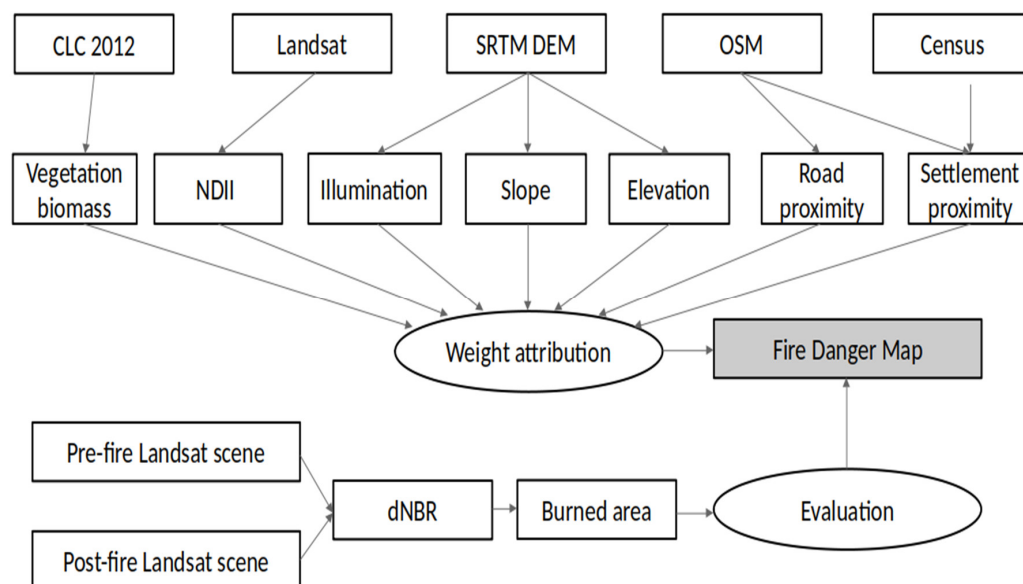 CLC 2012
Landsat
SRTM DEM
OSM
Census
Vegetation
biomass
NDII
Illumination
Slope
Elevation
Road
proximity
Settlement
proximity
Weight attribution
Fire Danger Map
Pre-fire Landsat scene
dNBR
Burned area
Evaluation
Post-fire Landsat scene